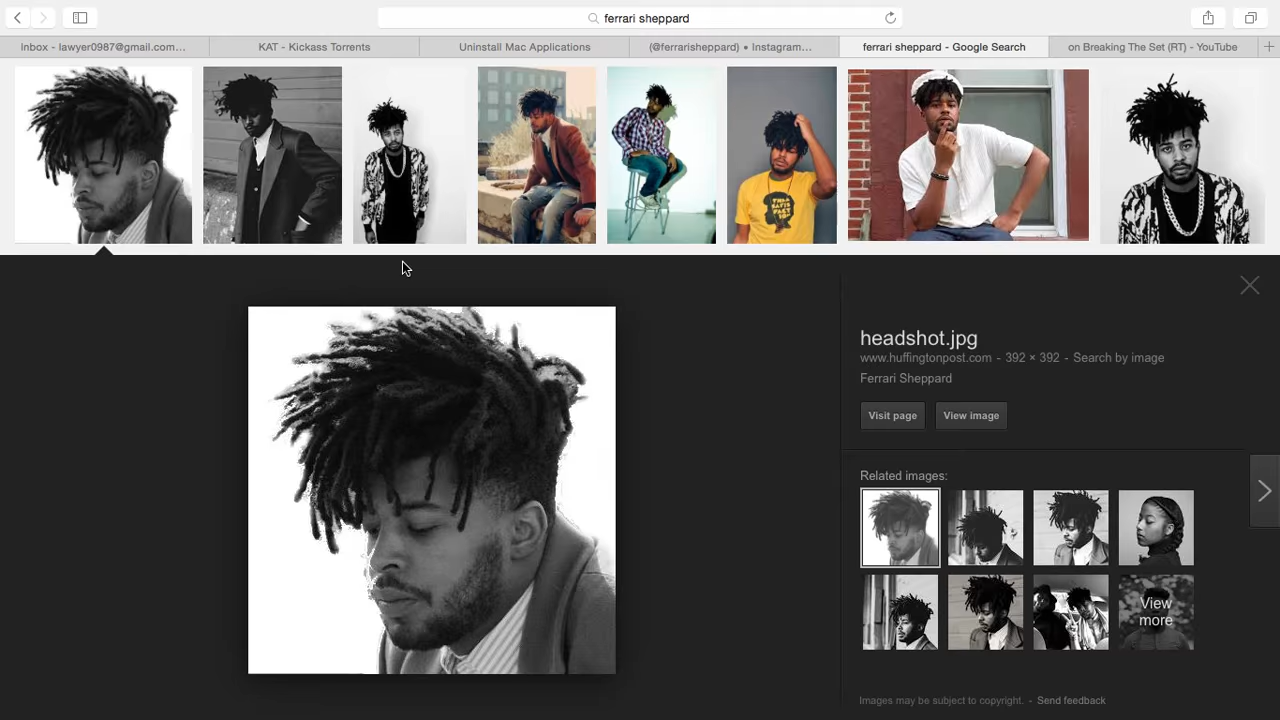 ferrari sheppard
Inbox - lawyer0987@gmail.com…
KAT - Kickass Torrents
Uninstall Mac Applications
(@ferrarisheppard) • Instagram…
ferrari sheppard - Google Search
on Breaking The Set (RT) - YouTube
headshot.jpg
www.huffingtonpost.com - 392 × 392 - Search by image
Ferrari Sheppard
Visit page
View image
Related images:
View
more
Images may be subject to copyright. - Send feedback